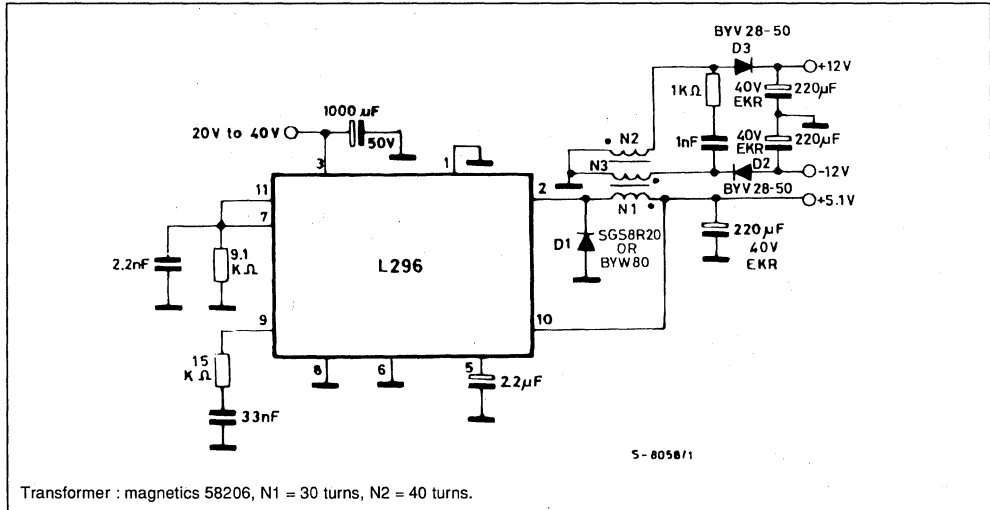 BYV 28-50
D3
+12V
1KΩ
40V
EKR
220µF
1000 µF
50V
20V to 40V
N2
1nF
40V
EKR
220µF
3
1
N3
D2
-12V
BYV 28-50
11
2
+5.1V
7
N1
D1
SGS8R20
OR
BYW80
220µF
40V
EKR
2.2nF
9.1
KΩ
L296
9
10
15
KΩ
8
6
5
2.2µF
33nF
S-8058/1
Transformer : magnetics 58206, N1 = 30 turns, N2 = 40 turns.